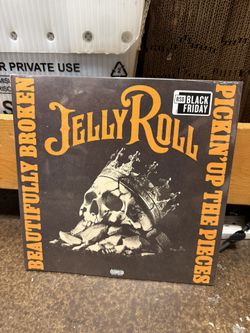 R PRIVATE USE
RSD BLACK
FRIDAY
JELLY ROLL
BEAUTIFULLY BROKEN
PICKIN' UP THE PIECES